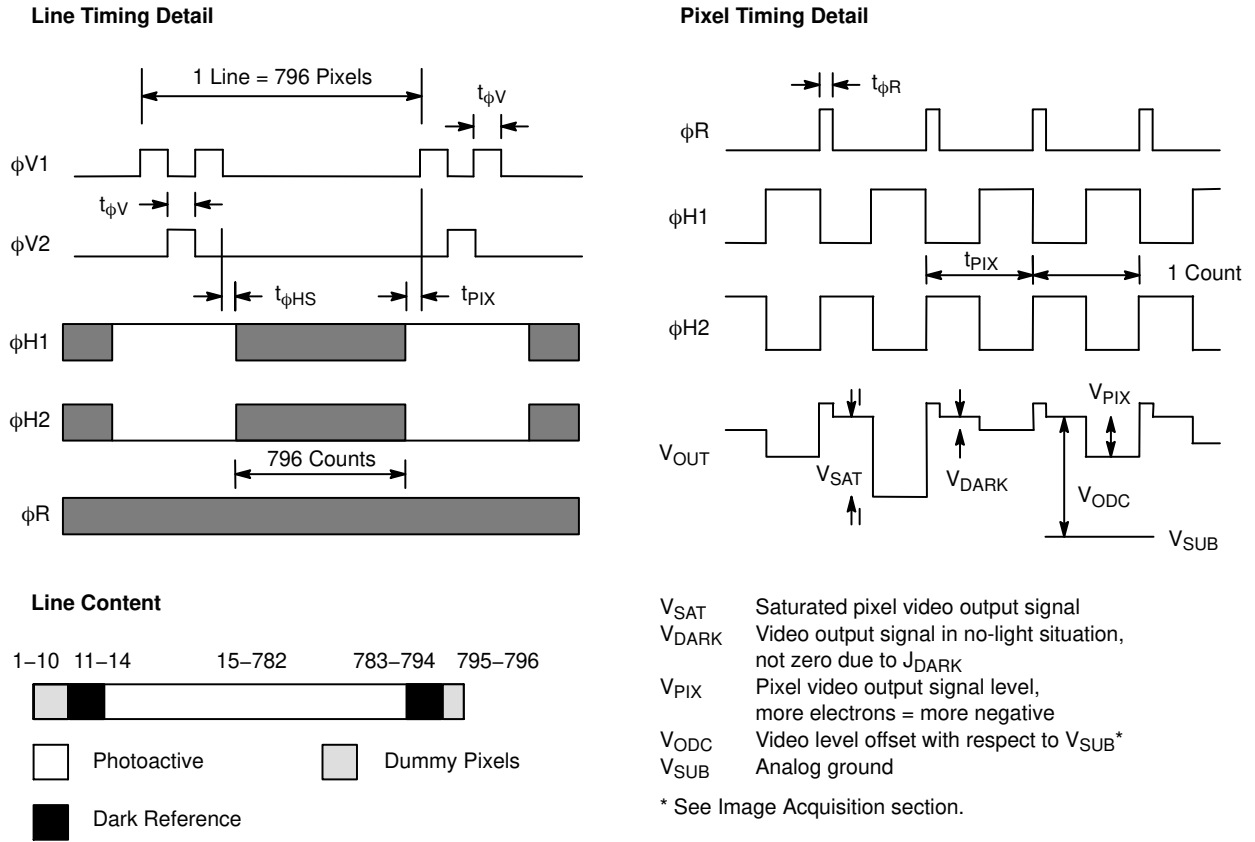 Line Timing Detail
1 Line = 796 Pixels
tϕV
ϕV1
tϕV
ϕV2
tϕHS
tPIX
ϕH1
ϕH2
796 Counts
ϕR
Pixel Timing Detail
tϕR
ϕR
ϕH1
tPIX
1 Count
ϕH2
VPIX
VOUT
VSAT
VDARK
VODC
VSUB
Line Content
1–10 11–14 15–782 783–794 795–796
Photoactive
Dummy Pixels
Dark Reference
VSAT Saturated pixel video output signal
VDARK Video output signal in no-light situation,
not zero due to JDARK
VPIX Pixel video output signal level,
more electrons = more negative
VODC Video level offset with respect to VSUB*
VSUB Analog ground
* See Image Acquisition section.